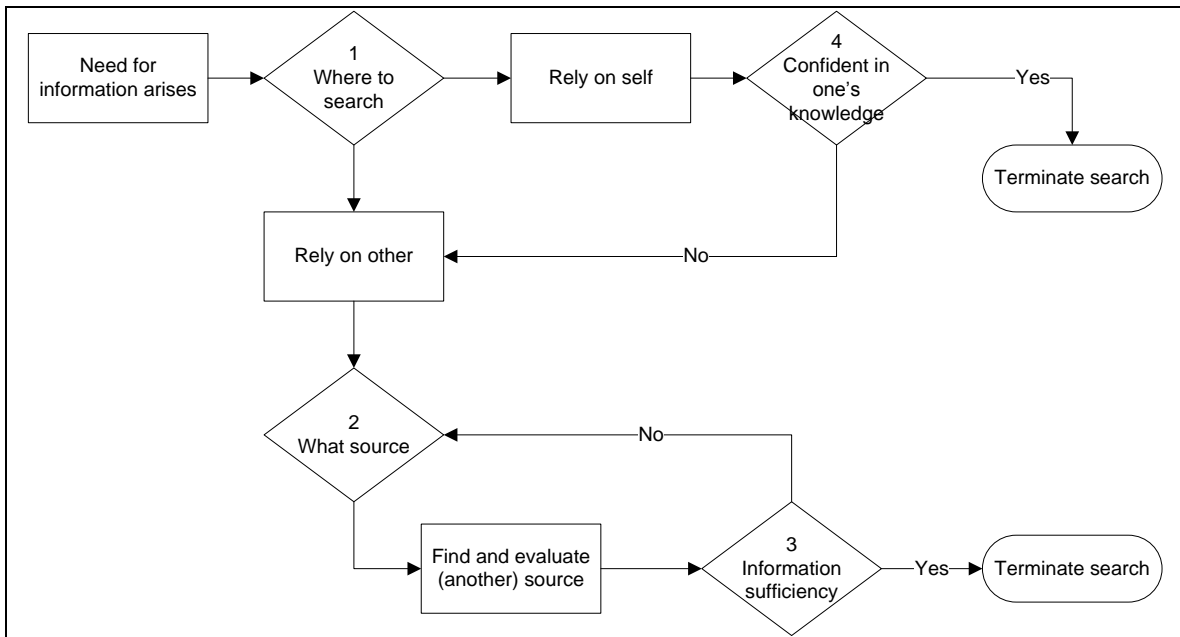 Need for
information arises
1
Where to
search
Rely on self
4
Confident in
one's
knowledge
Yes
Terminate search
Rely on other
No
2
What source
No
Find and evaluate
(another) source
3
Information
sufficiency
Yes
Terminate search